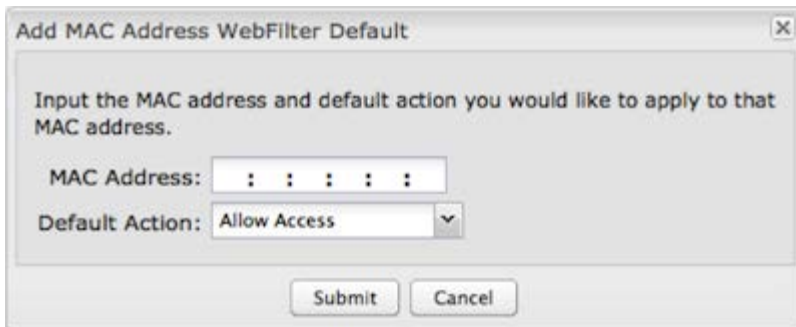 Add MAC Address WebFilter Default
Input the MAC address and default action you would like to apply to that
MAC address.
MAC Address: : : : : :
Default Action: Allow Access
Submit Cancel